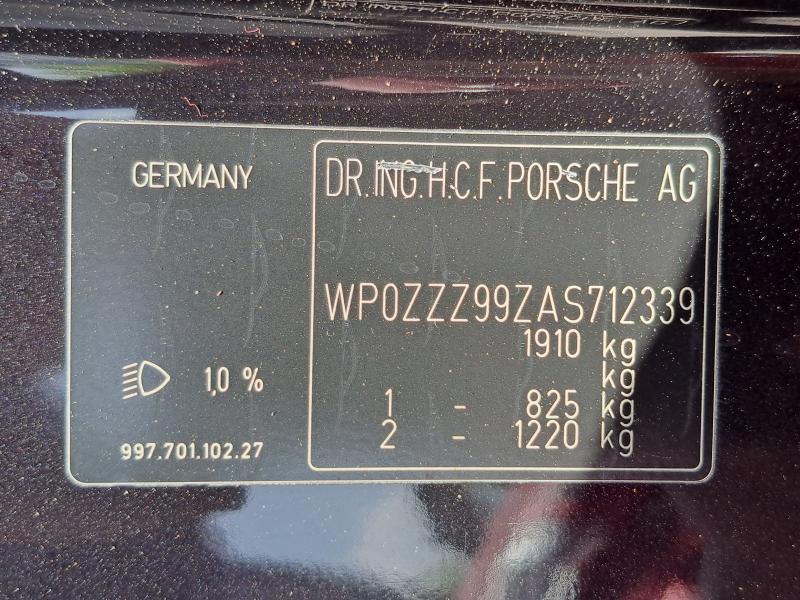 GERMANY
1,0 %
997.701.102.27
DR.ING.H.C.F.PORSCHE AG
WP0ZZZ99ZAS712339
1910 kg
kg
1 - 825 kg
2 - 1220 kg